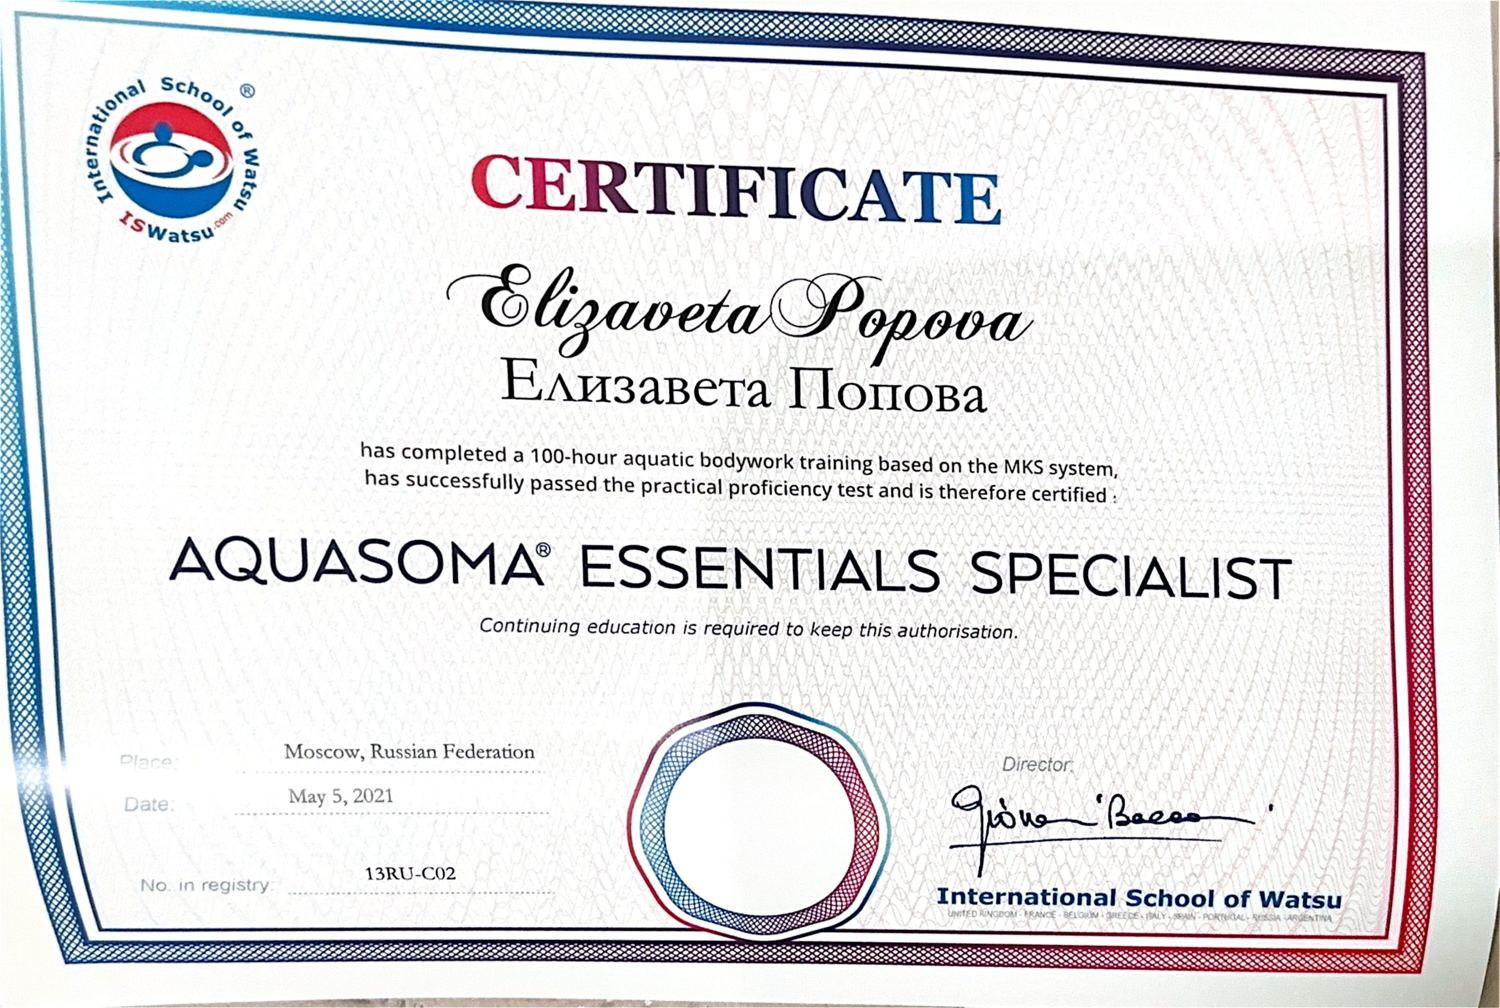 International School of Watsu ®
ISWatsu.com
CERTIFICATE
Elizaveta Popova
Елизавета Попова
has completed a 100-hour aquatic bodywork training based on the MKS system,
has successfully passed the practical proficiency test and is therefore certified :
AQUASOMA® ESSENTIALS SPECIALIST
Continuing education is required to keep this authorisation.
Place: Moscow, Russian Federation
Date: May 5, 2021
No. in registry: 13RU-C02
Director:
International School of Watsu
UNITED KINGDOM - FRANCE - BELGIUM - GREECE - ITALY - SPAIN - PORTUGAL - RUSSIA - ARGENTINA